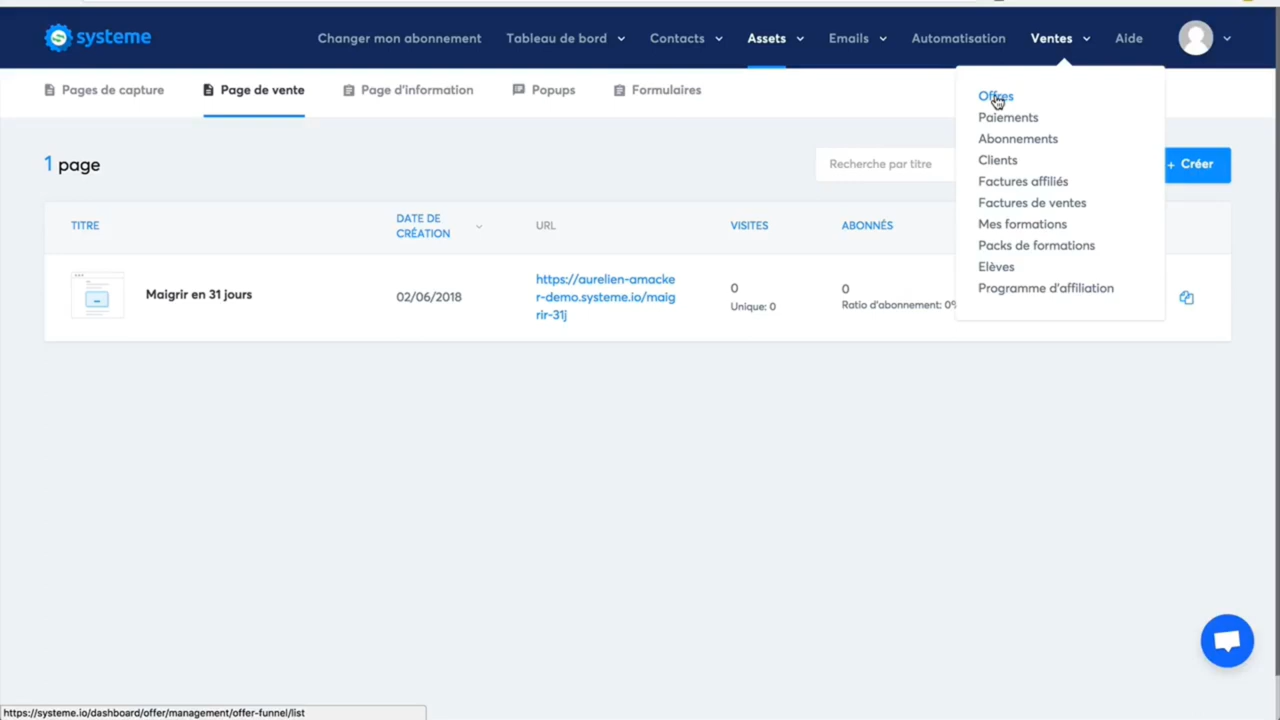 systeme
Changer mon abonnement
Tableau de bord
Contacts
Assets
Emails
Automatisation
Ventes
Aide
Pages de capture
Page de vente
Page d'information
Popups
Formulaires
Offres
Paiements
Abonnements
Clients
Factures affiliés
Factures de ventes
Mes formations
Packs de formations
Elèves
Programme d'affiliation
1 page
Recherche par titre
+ Créer
TITRE
DATE DE
CRÉATION
URL
VISITES
ABONNÉS
Maigrir en 31 jours
02/06/2018
https://aurelien-amacke
r-demo.systeme.io/maig
rir-31j
0
Unique: 0
0
Ratio d'abonnement: 0%
https://systeme.io/dashboard/offer/management/offer-funnel/list